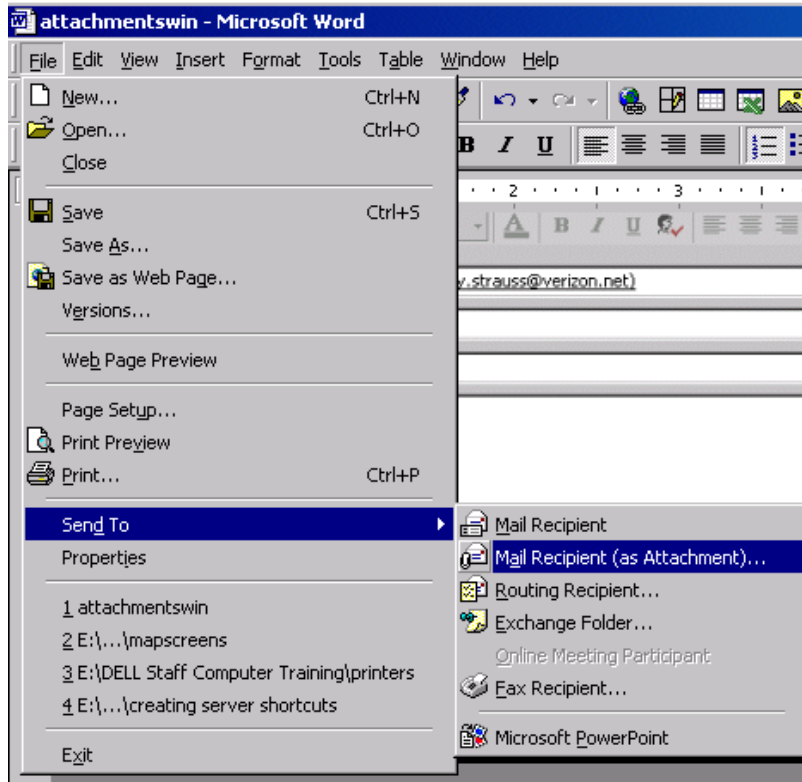 attachmentswin - Microsoft Word
File Edit View Insert Format Tools Table Window Help
New... Ctrl+N
Open... Ctrl+O
Close
B I U
2 3
Save Ctrl+S
A B I U
Save As...
Save as Web Page...
y.strauss@verizon.net)
Versions...
Web Page Preview
Page Setup...
Print Preview
Print... Ctrl+P
Send To
Mail Recipient
Properties
Mail Recipient (as Attachment)...
Routing Recipient...
1 attachmentswin
Exchange Folder...
2 E:\...\mapscreens
Online Meeting Participant
3 E:\DELL Staff Computer Training\printers
Fax Recipient...
4 E:\...\creating server shortcuts
Microsoft PowerPoint
Exit